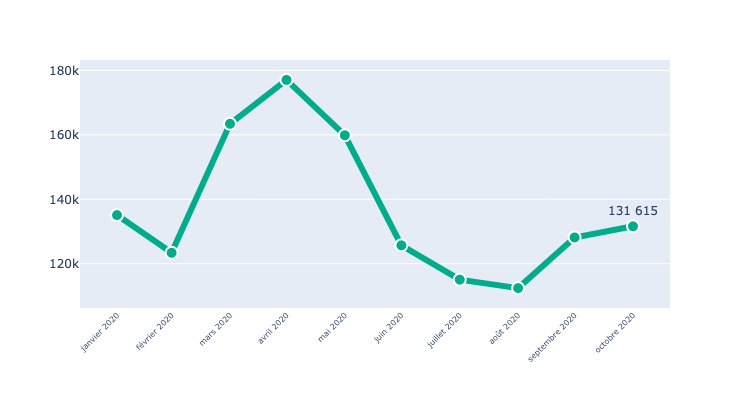 180k
160k
140k
120k
131 615
janvier 2020
février 2020
mars 2020
avril 2020
mai 2020
juin 2020
juillet 2020
août 2020
septembre 2020
octobre 2020